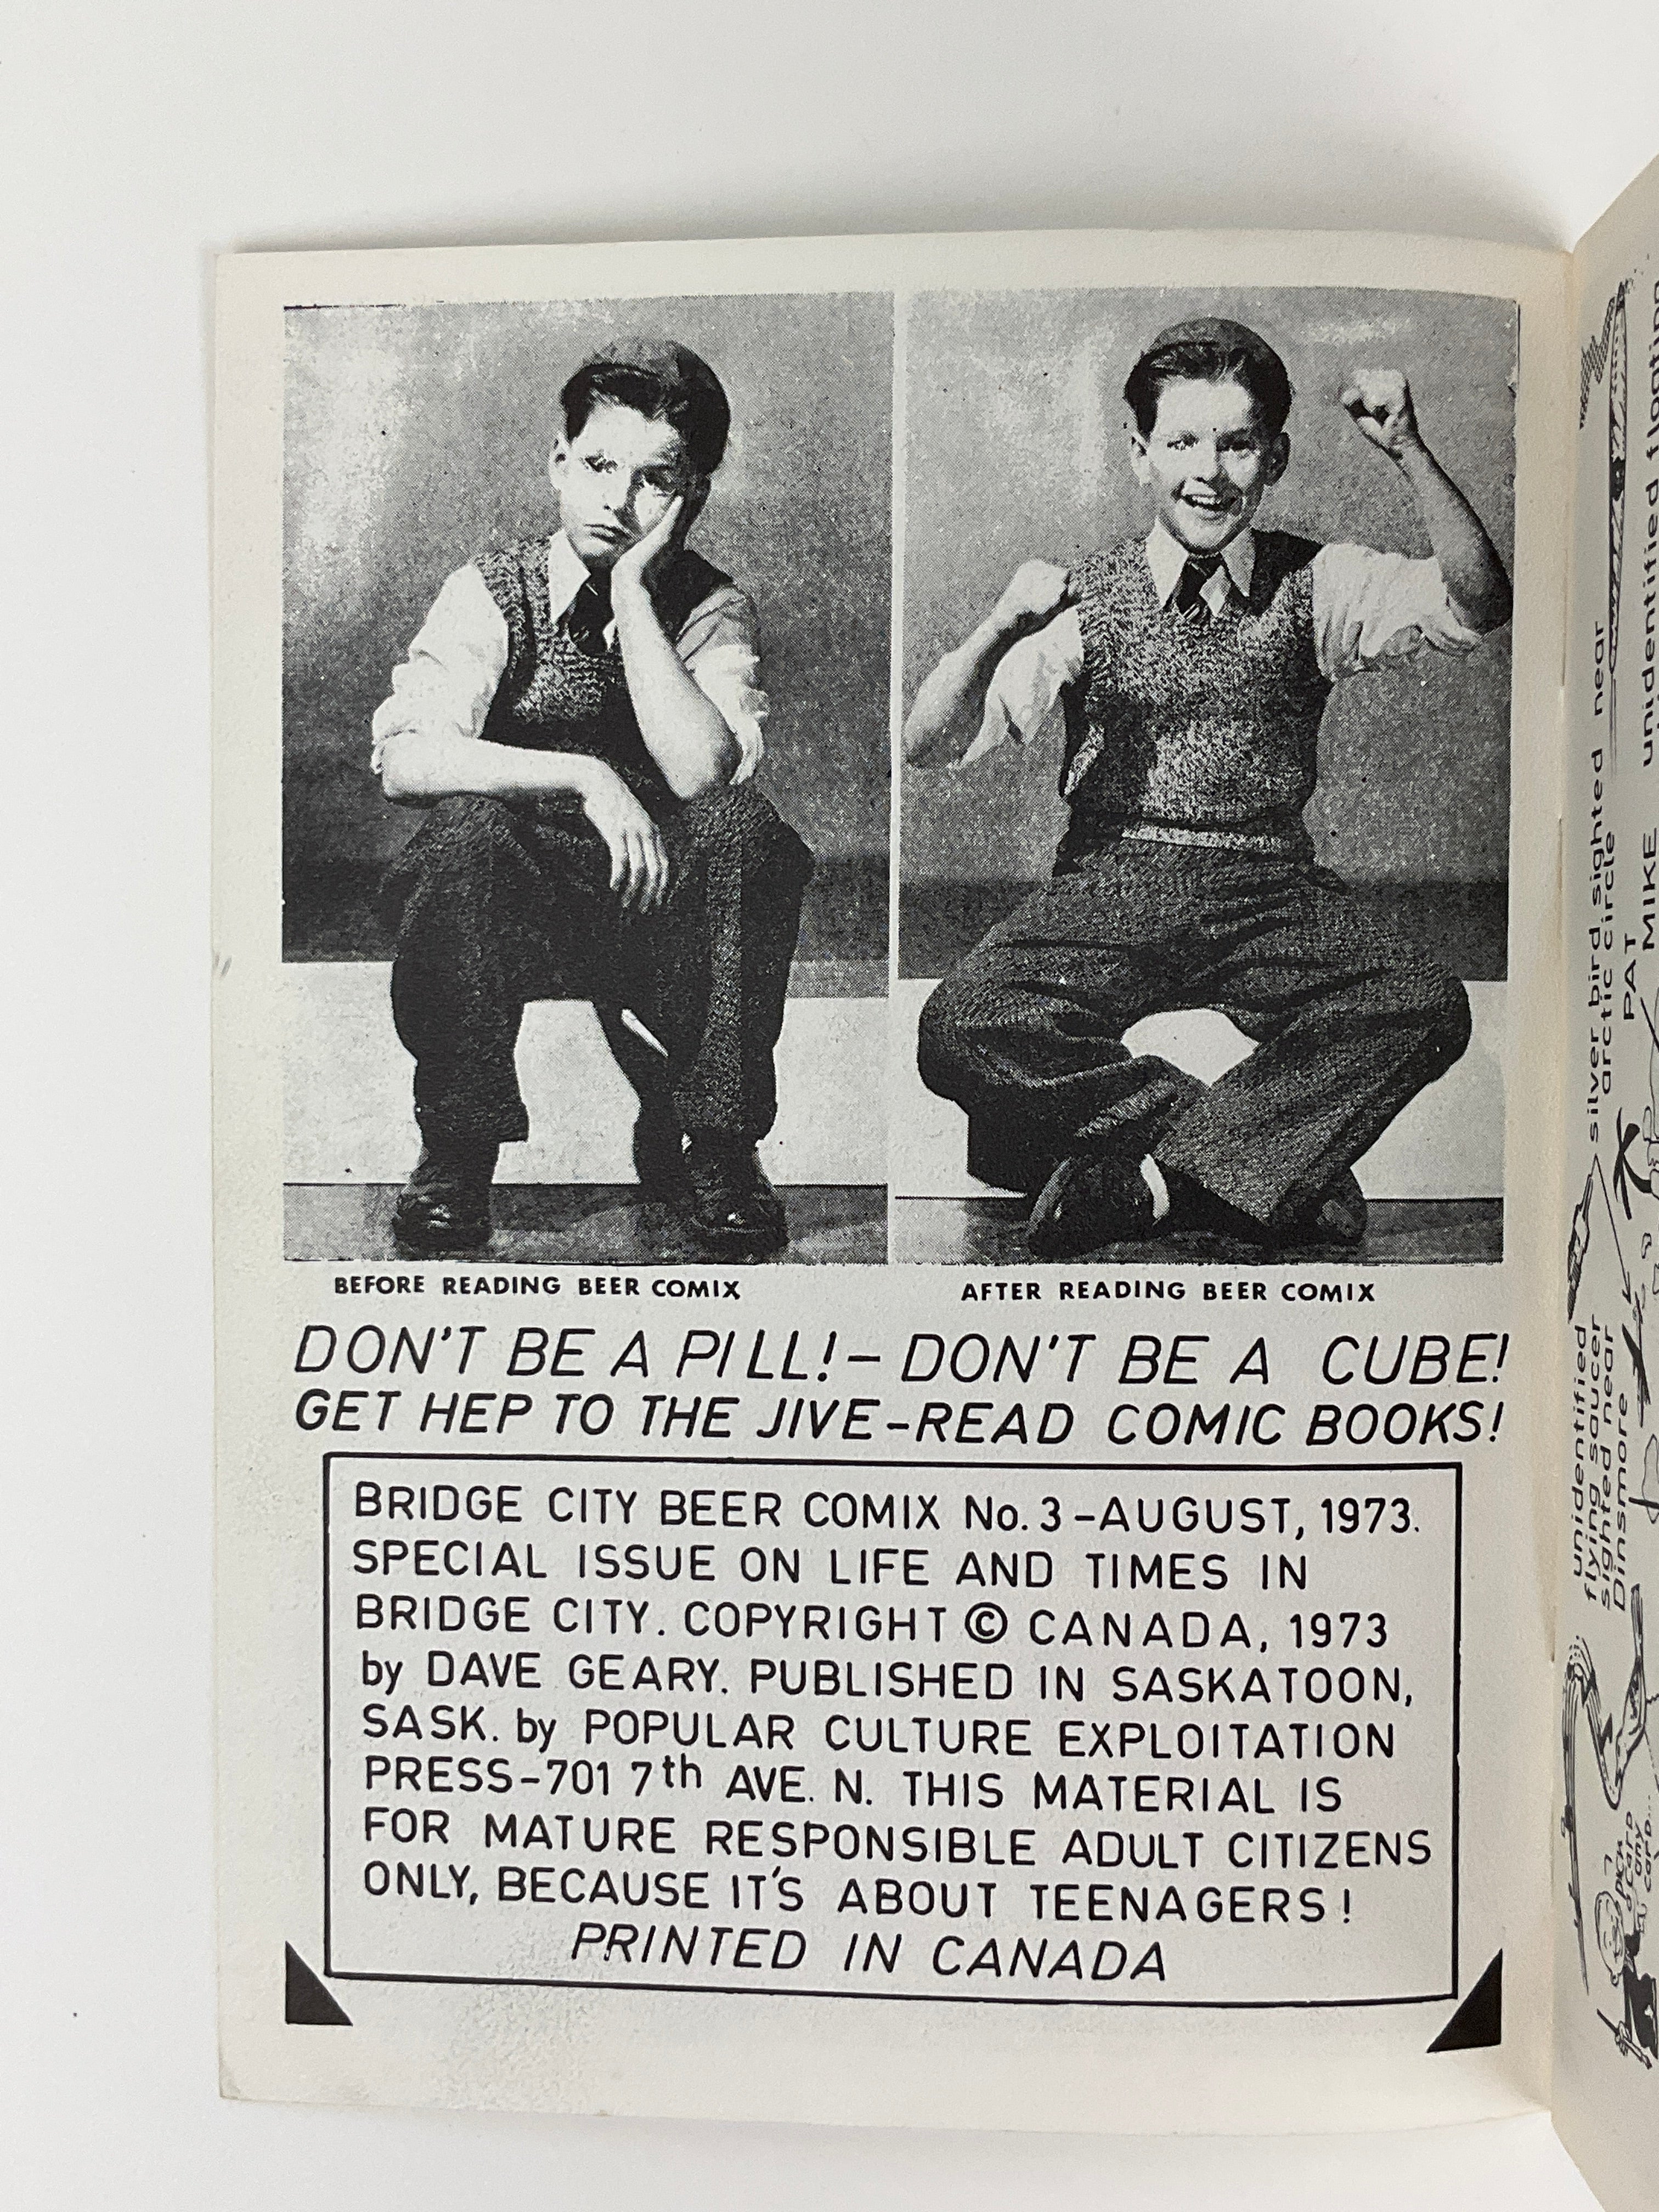 BEFORE READING BEER COMIX
AFTER READING BEER COMIX
DON'T BE A PILL!– DON'T BE A CUBE!
GET HEP TO THE JIVE-READ COMIC BOOKS!
BRIDGE CITY BEER COMIX No. 3 -AUGUST, 1973.
SPECIAL ISSUE ON LIFE AND TIMES IN
BRIDGE CITY. COPYRIGHT © CANADA, 1973
by DAVE GEARY. PUBLISHED IN SASKATOON,
SASK. by POPULAR CULTURE EXPLOITATION
PRESS-701 7th AVE. N. THIS MATERIAL IS
FOR MATURE RESPONSIBLE ADULT CITIZENS
ONLY, BECAUSE IT'S ABOUT TEENAGERS!
PRINTED IN CANADA
silver bird sighted near
arctic circle
PAT
MIKE
unidentified floating
unidentified
flying saucer
sighted near
Dinsmore